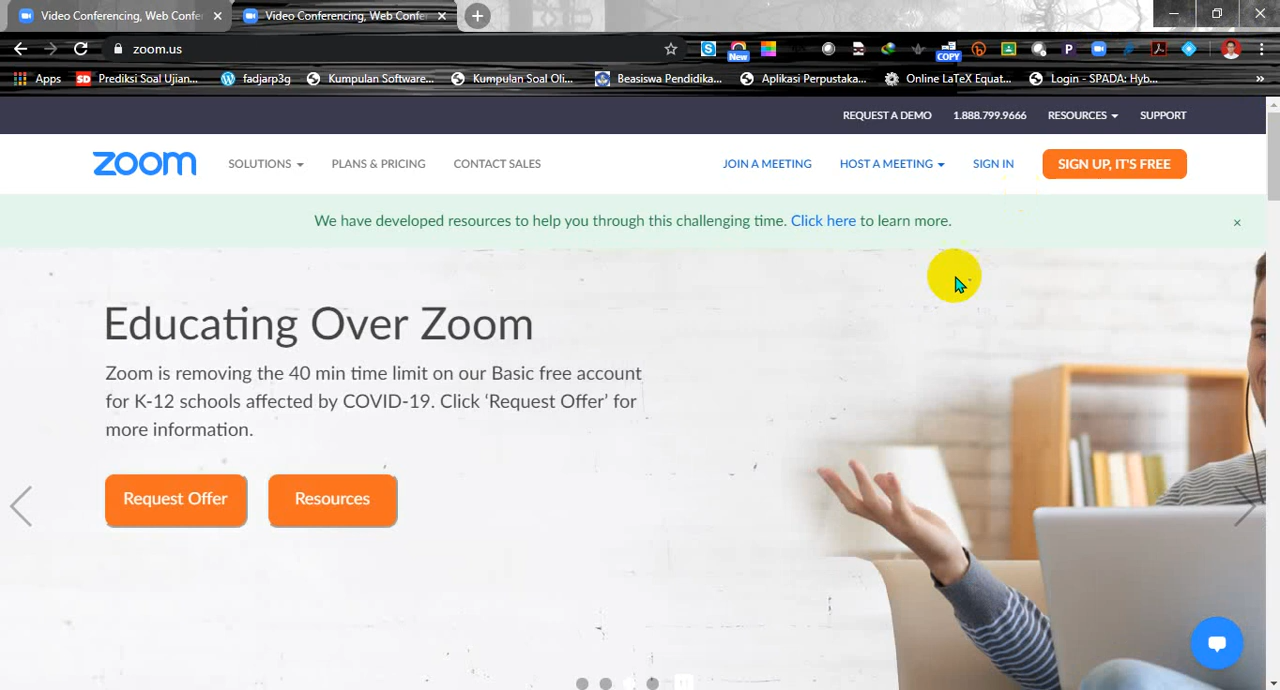 Video Conferencing, Web Confe
Video Conferencing, Web Confe
zoom.us
New
COPY
P
Apps
SD Prediksi Soal Ujian...
fadjarp3g
Kumpulan Software...
Kumpulan Soal Oli...
Beasiswa Pendidika...
Aplikasi Perpustaka...
Online LaTeX Equat...
Login - SPADA: Hyb...
REQUEST A DEMO
1.888.799.9666
RESOURCES
SUPPORT
zoom
SOLUTIONS
PLANS & PRICING
CONTACT SALES
JOIN A MEETING
HOST A MEETING
SIGN IN
SIGN UP, IT'S FREE
We have developed resources to help you through this challenging time. Click here to learn more.
Educating Over Zoom
Zoom is removing the 40 min time limit on our Basic free account
for K-12 schools affected by COVID-19. Click ‘Request Offer’ for
more information.
Request Offer
Resources